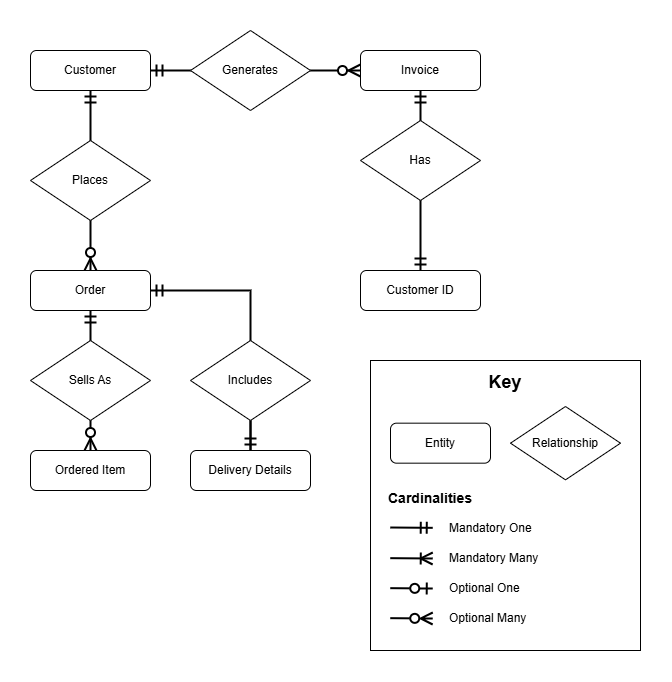 Customer
Generates
Invoice
Places
Has
Order
Customer ID
Sells As
Includes
Ordered Item
Delivery Details
Key
Entity
Relationship
Cardinalities
Mandatory One
Mandatory Many
Optional One
Optional Many